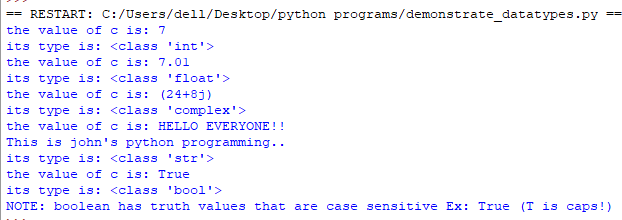 == RESTART: C:/Users/dell/Desktop/python programs/demonstrate_datatypes.py ==
the value of c is: 7
its type is: <class 'int'>
the value of c is: 7.01
its type is: <class 'float'>
the value of c is: (24+8j)
its type is: <class 'complex'>
the value of c is: HELLO EVERYONE!!
This is john's python programming..
its type is: <class 'str'>
the value of c is: True
its type is: <class 'bool'>
NOTE: boolean has truth values that are case sensitive Ex: True (T is caps!)